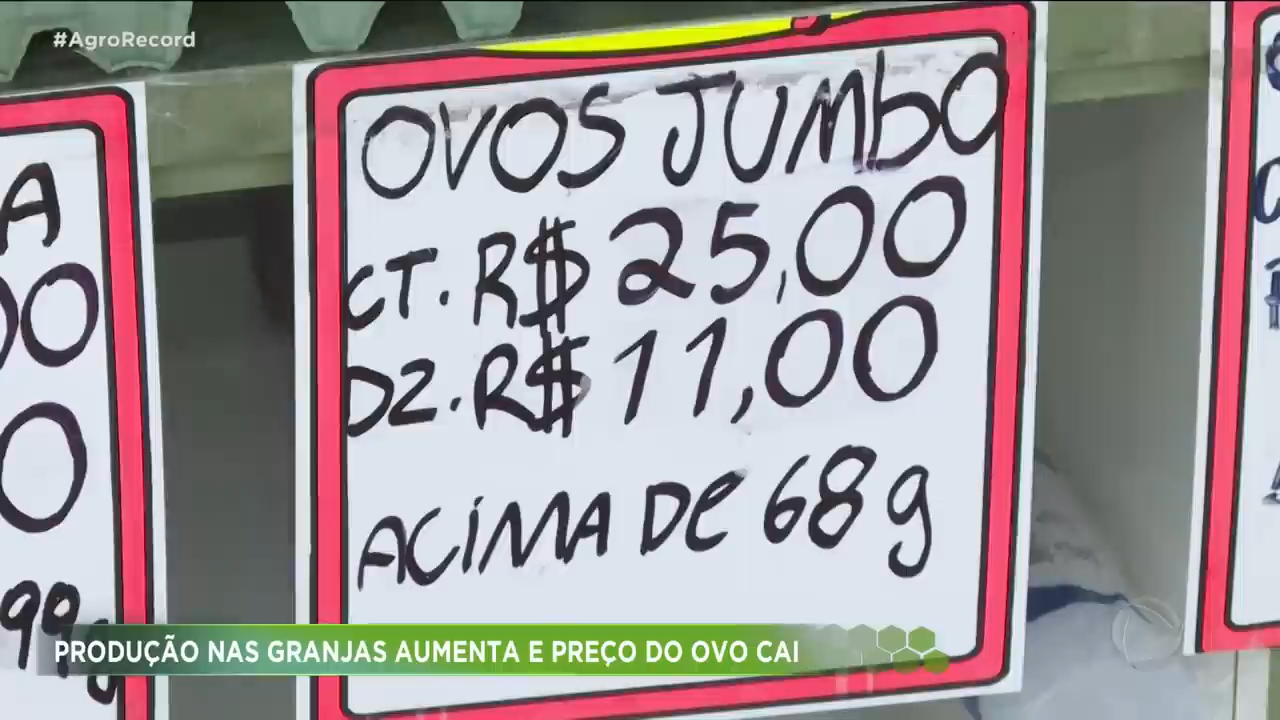 #AgroRecord
OVOS JUMbO
CT. R$ 25,00
DZ. R$ 11,00
ACiMA De 68g
PRODUÇÃO NAS GRANJAS AUMENTA E PREÇO DO OVO CAI